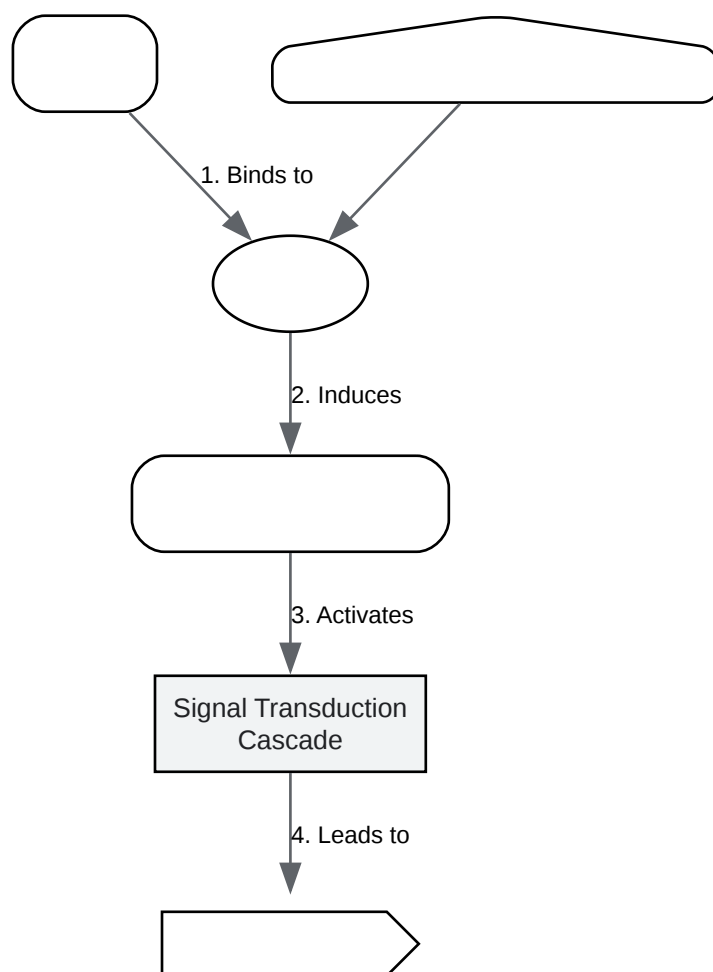 1. Binds to
2. Induces
3. Activates
Signal Transduction
Cascade
4. Leads to